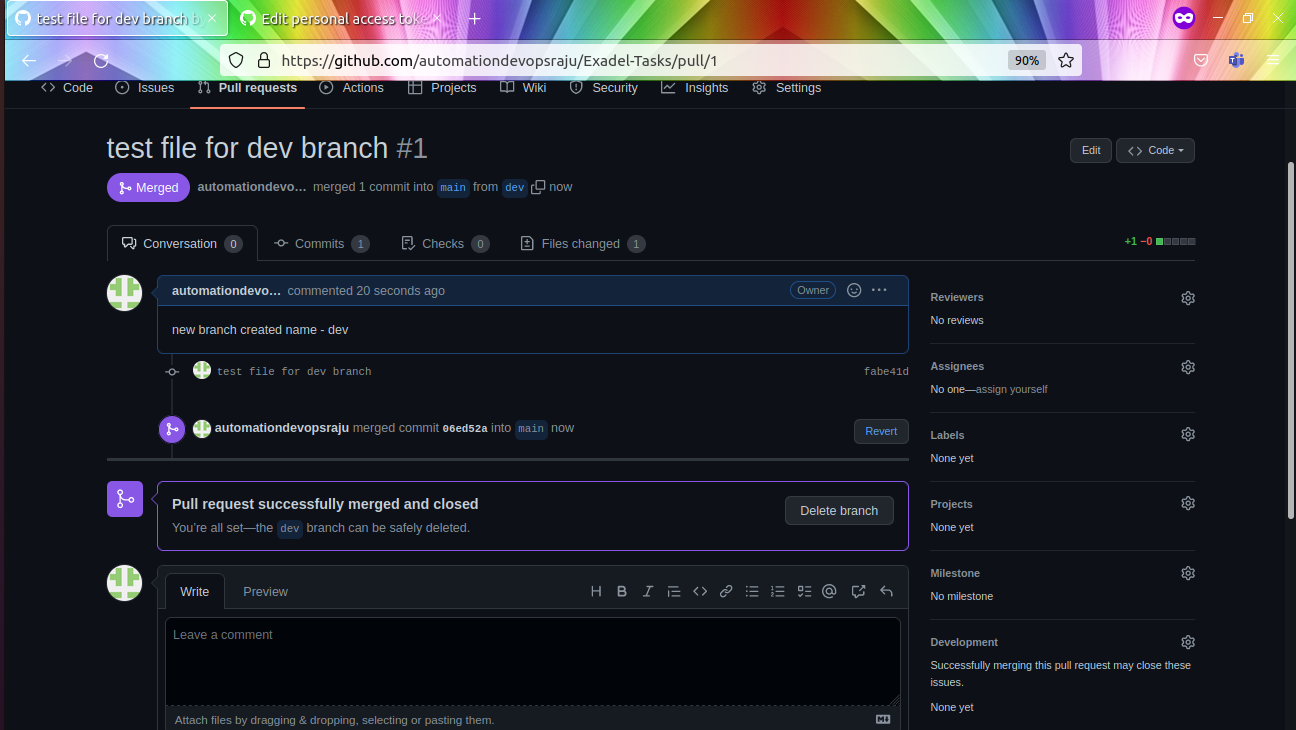 test file for dev branch b
Edit personal access toke
https://github.com/automationdevopsraju/Exadel-Tasks/pull/1
90%
Code
Issues
Pull requests
Actions
Projects
Wiki
Security
Insights
Settings
test file for dev branch #1
Edit
Code
Merged
automationdevo… merged 1 commit into main from dev now
Conversation 0
Commits 1
Checks 0
Files changed 1
+1 −0
automationdevo… commented 20 seconds ago
Owner
new branch created name - dev
test file for dev branch
fabe41d
automationdevopsraju merged commit 06ed52a into main now
Revert
Pull request successfully merged and closed
You're all set—the dev branch can be safely deleted.
Delete branch
Write
Preview
Leave a comment
Attach files by dragging & dropping, selecting or pasting them.
Reviewers
No reviews
Assignees
No one—assign yourself
Labels
None yet
Projects
None yet
Milestone
No milestone
Development
Successfully merging this pull request may close these
issues.
None yet